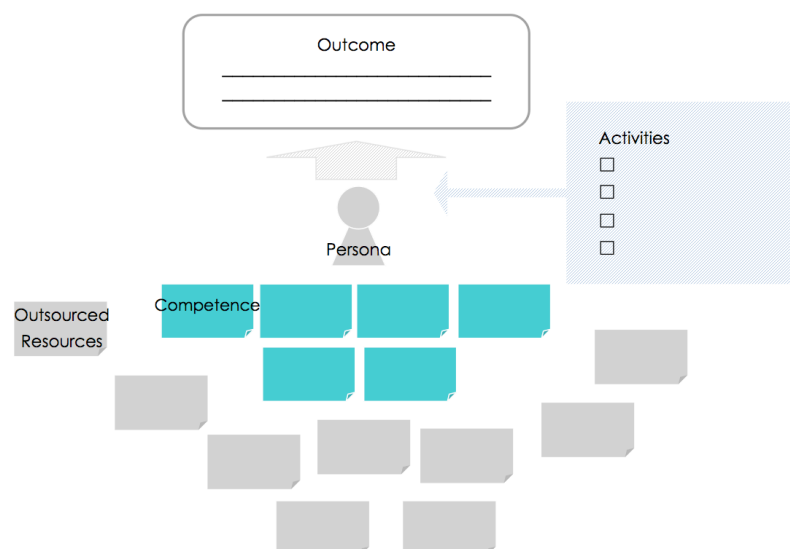 Outcome
Activities
Persona
Competence
Outsourced
Resources